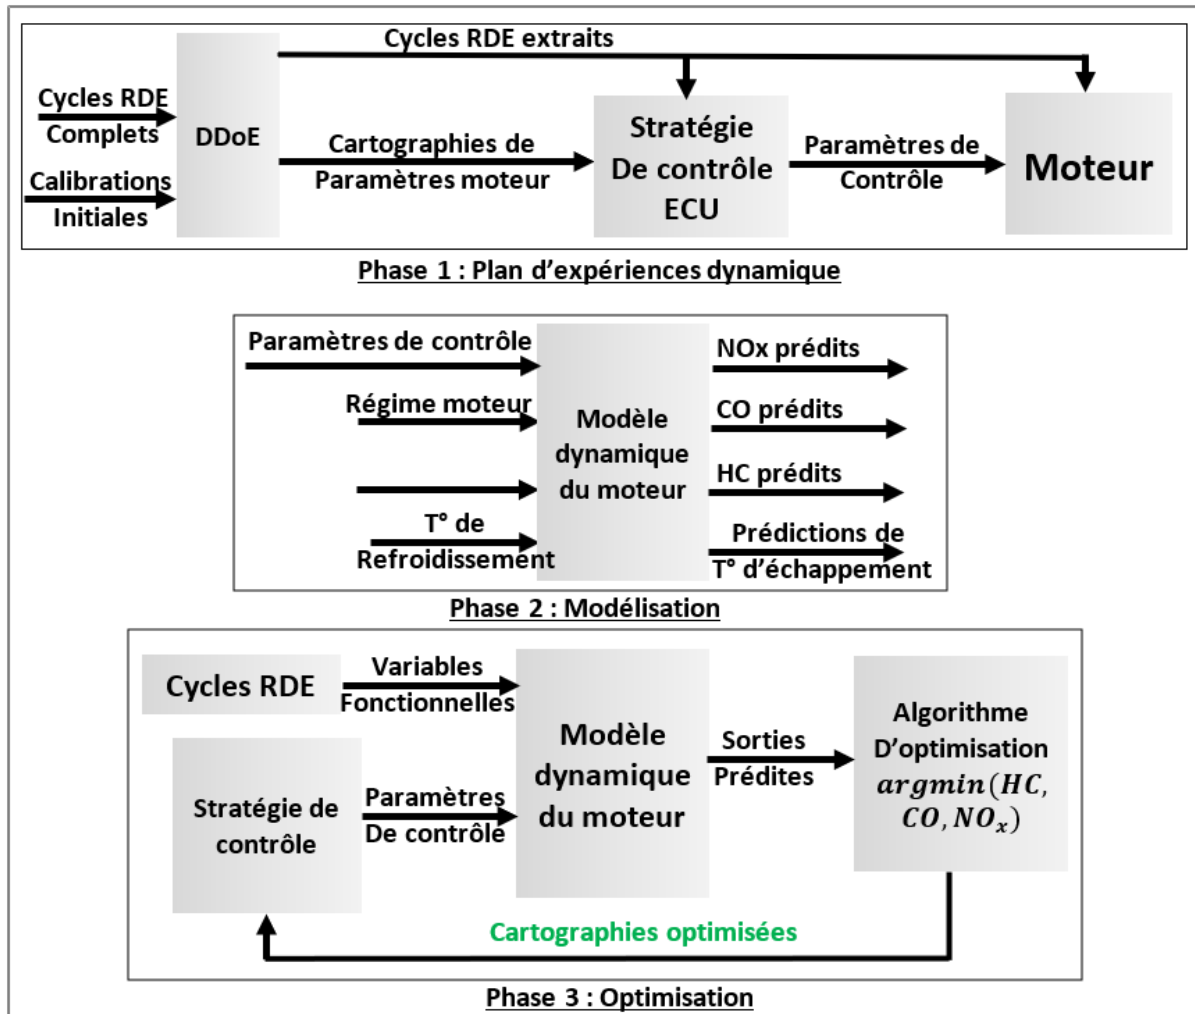 Cycles RDE extraits
Cycles RDE
Complets
DDoE
Calibrations
Initiales
Cartographies de
Paramètres moteur
Stratégie
De contrôle
ECU
Paramètres de
Contrôle
Moteur
Phase 1 : Plan d'expériences dynamique
Paramètres de contrôle
Régime moteur
T° de
Refroidissement
Modèle
dynamique
du moteur
NOx prédits
CO prédits
HC prédits
Prédictions de
T° d'échappement
Phase 2 : Modélisation
Cycles RDE
Variables
Fonctionnelles
Stratégie de
contrôle
Paramètres
De contrôle
Modèle
dynamique
du moteur
Sorties
Prédites
Algorithme
D'optimisation
argmin(HC,
CO, NOₓ)
Cartographies optimisées
Phase 3 : Optimisation